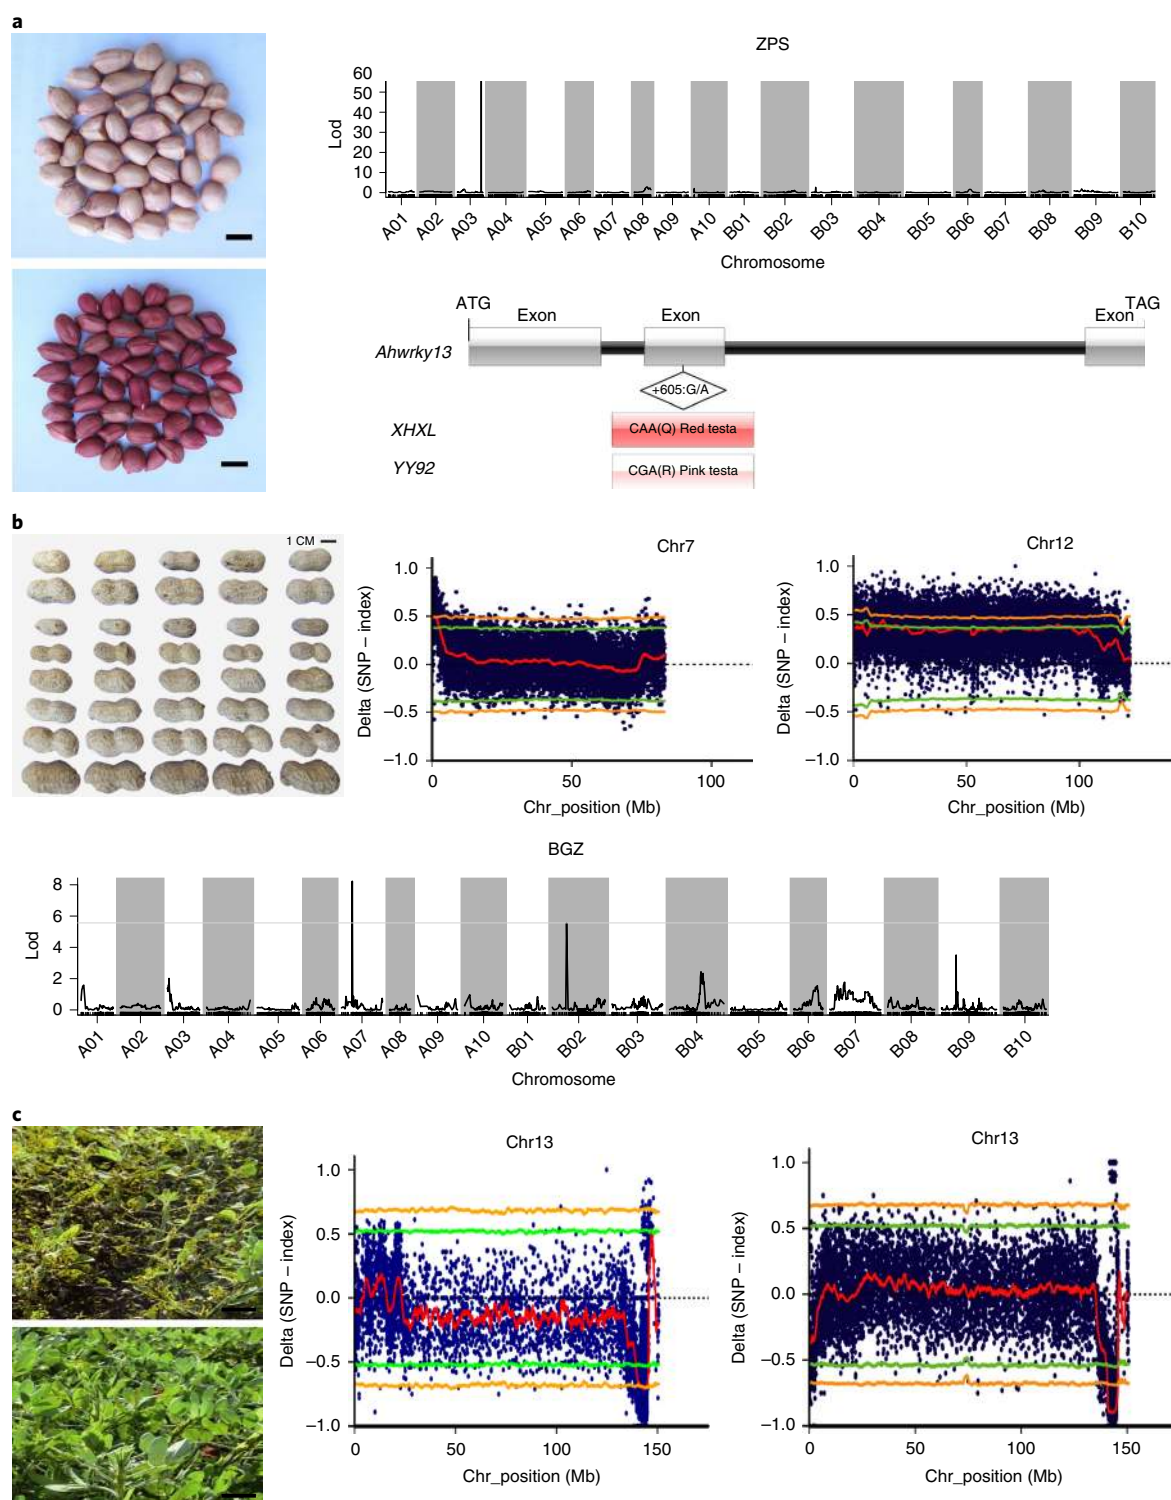 a
ZPS
60
50
40
30
20
10
0
Lod
A01 A02 A03 A04 A05 A06 A07 A08 A09 A10 B01 B02 B03 B04 B05 B06 B07 B08 B09 B10
Chromosome
ATG
TAG
Exon
Exon
Exon
Ahwrky13
+605:G/A
XHXL
CAA(Q) Red testa
YY92
CGA(R) Pink testa
b
1 CM
Chr7
1.0
0.5
0.0
–0.5
–1.0
Delta (SNP – index)
0 50 100
Chr_position (Mb)
Chr12
1.0
0.5
0.0
–0.5
–1.0
Delta (SNP – index)
0 50 100
Chr_position (Mb)
BGZ
8
6
4
2
0
Lod
A01 A02 A03 A04 A05 A06 A07 A08 A09 A10 B01 B02 B03 B04 B05 B06 B07 B08 B09 B10
Chromosome
c
Chr13
1.0
0.5
0.0
–0.5
–1.0
Delta (SNP – index)
0 50 100 150
Chr_position (Mb)
Chr13
1.0
0.5
0.0
–0.5
–1.0
Delta (SNP – index)
0 50 100 150
Chr_position (Mb)